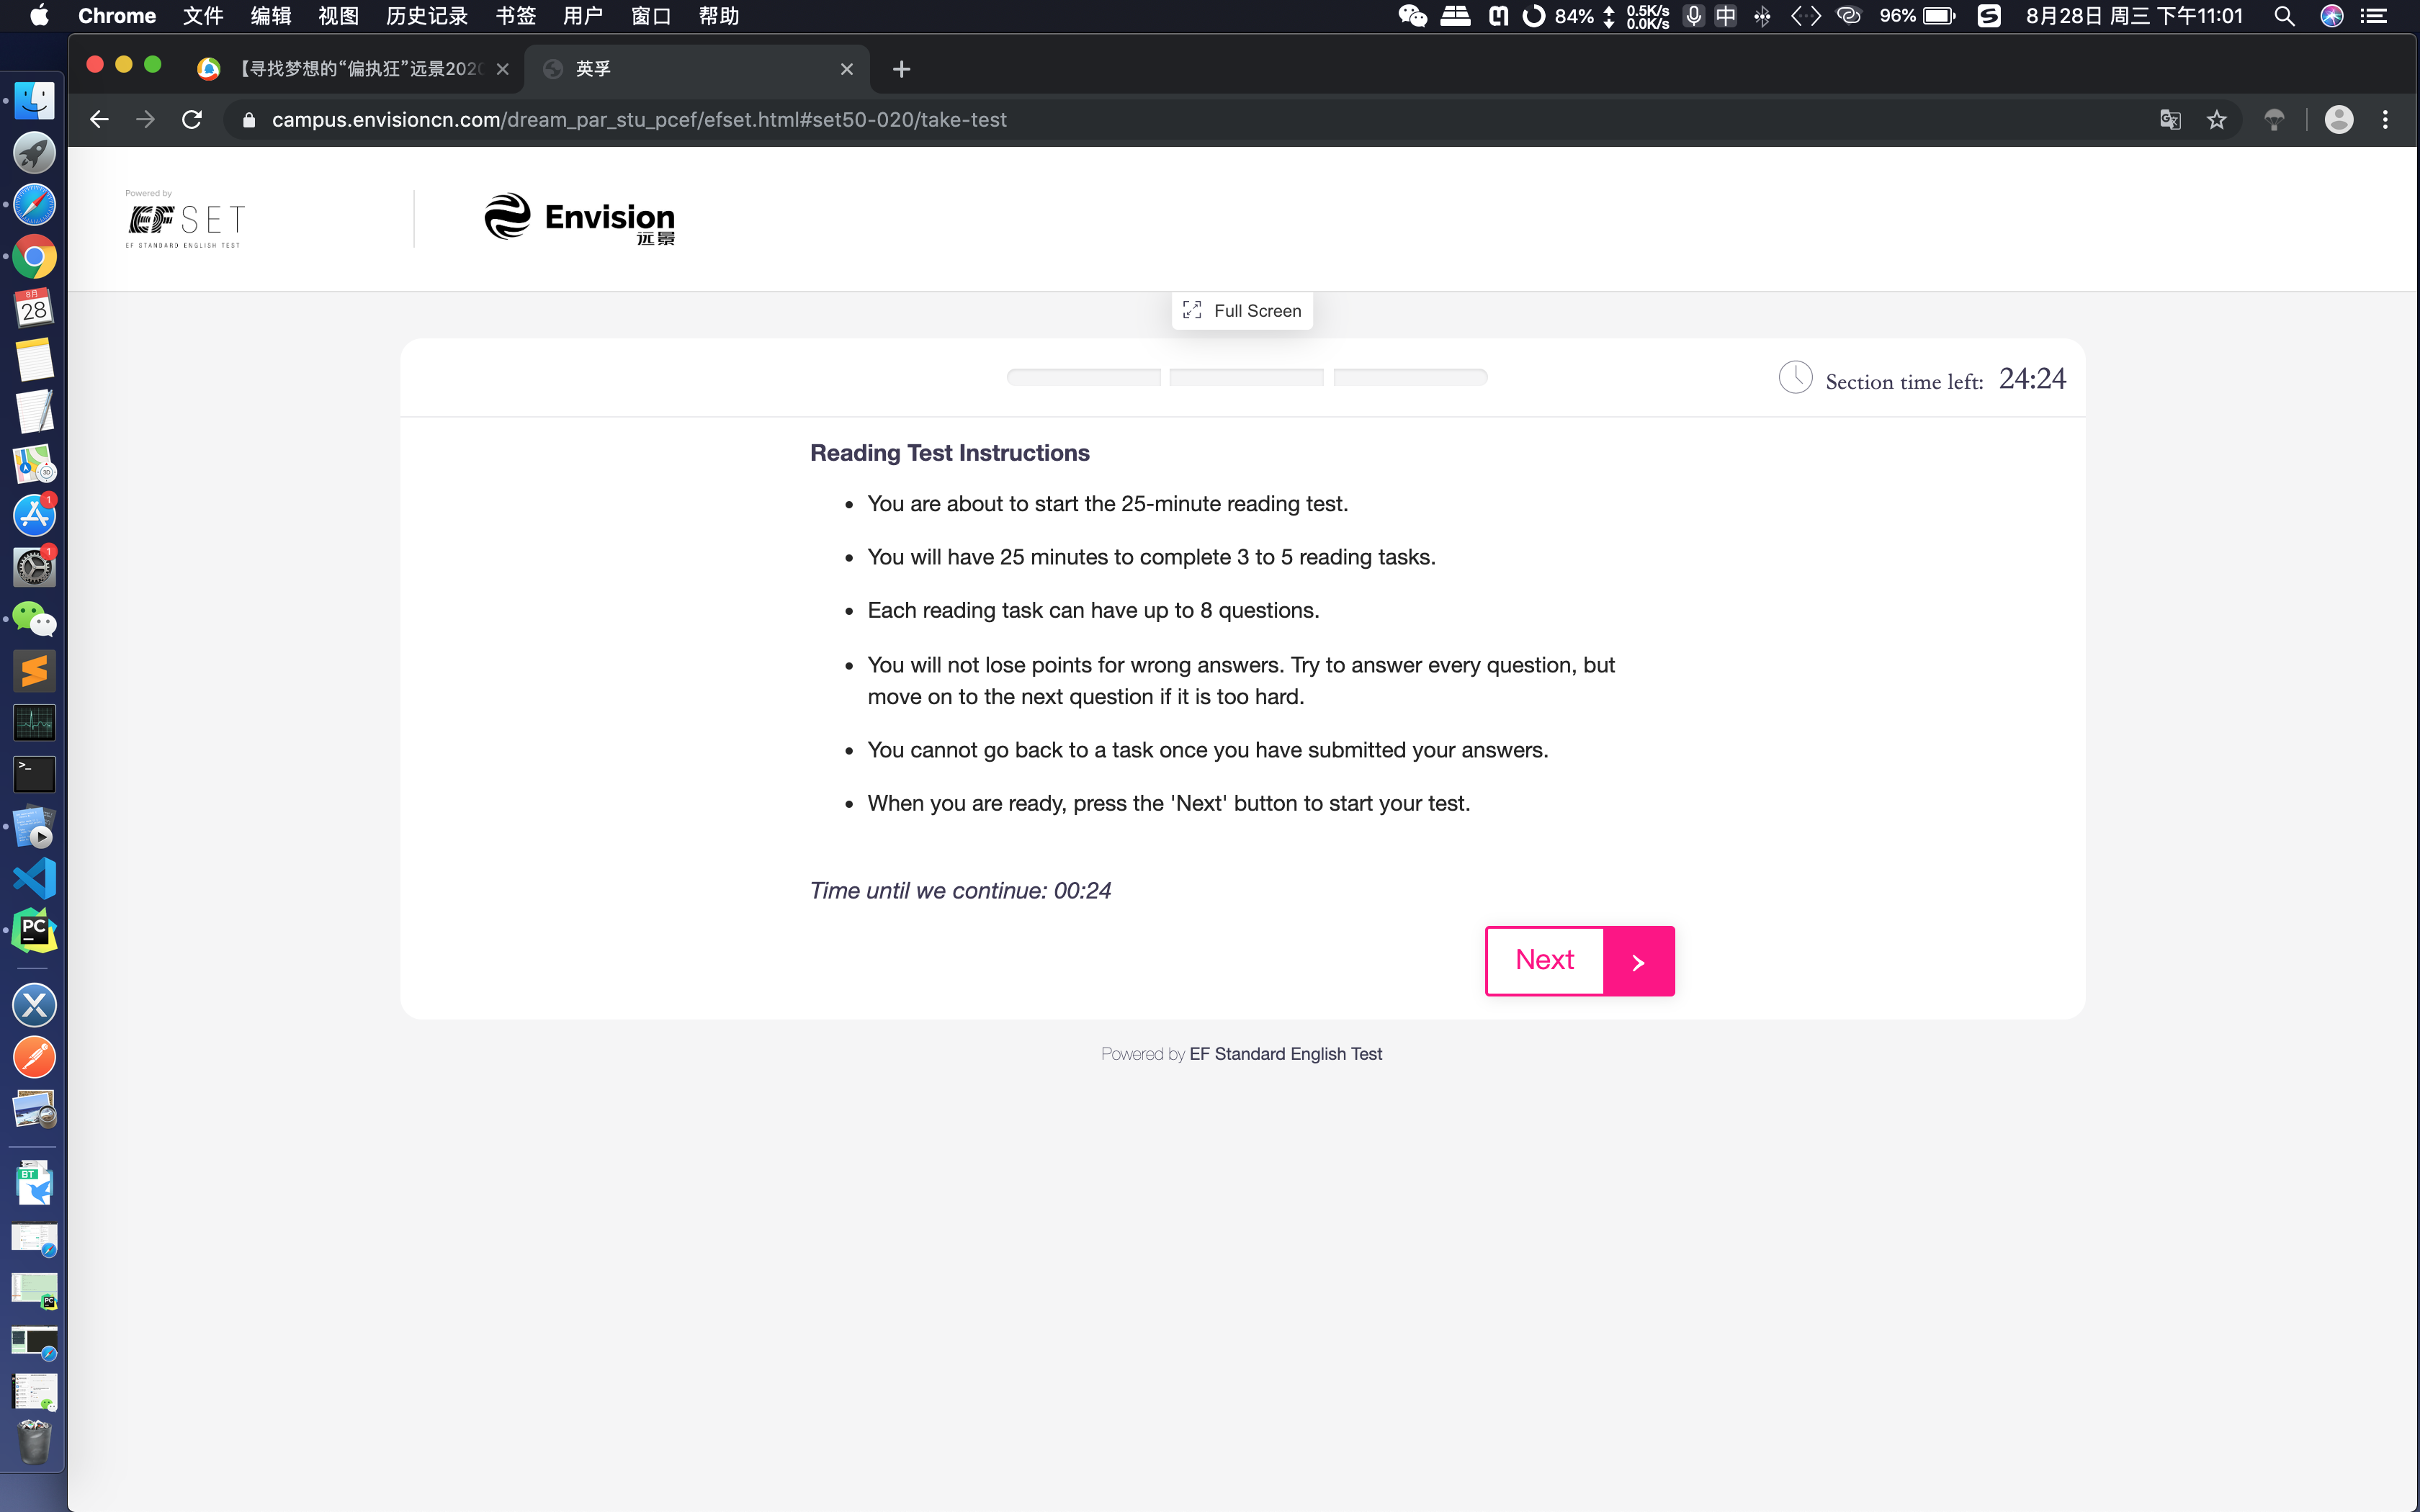 Chrome 文件 编辑 视图 历史记录 书签 用户 窗口 帮助 84% 0.5K/s 0.0K/s 中 96% 8月28日 周三 下午11:01
【寻找梦想的“偏执狂”远景202
英孚
campus.envisioncn.com/dream_par_stu_pcef/efset.html#set50-020/take-test
Powered by
EF SET
EF STANDARD ENGLISH TEST
Envision
远景
Full Screen
Section time left: 24:24
Reading Test Instructions
• You are about to start the 25-minute reading test.
• You will have 25 minutes to complete 3 to 5 reading tasks.
• Each reading task can have up to 8 questions.
• You will not lose points for wrong answers. Try to answer every question, but
move on to the next question if it is too hard.
• You cannot go back to a task once you have submitted your answers.
• When you are ready, press the 'Next' button to start your test.
Time until we continue: 00:24
Next
Powered by EF Standard English Test
8月
28
3D
1
1
>_
PC
BT
PC